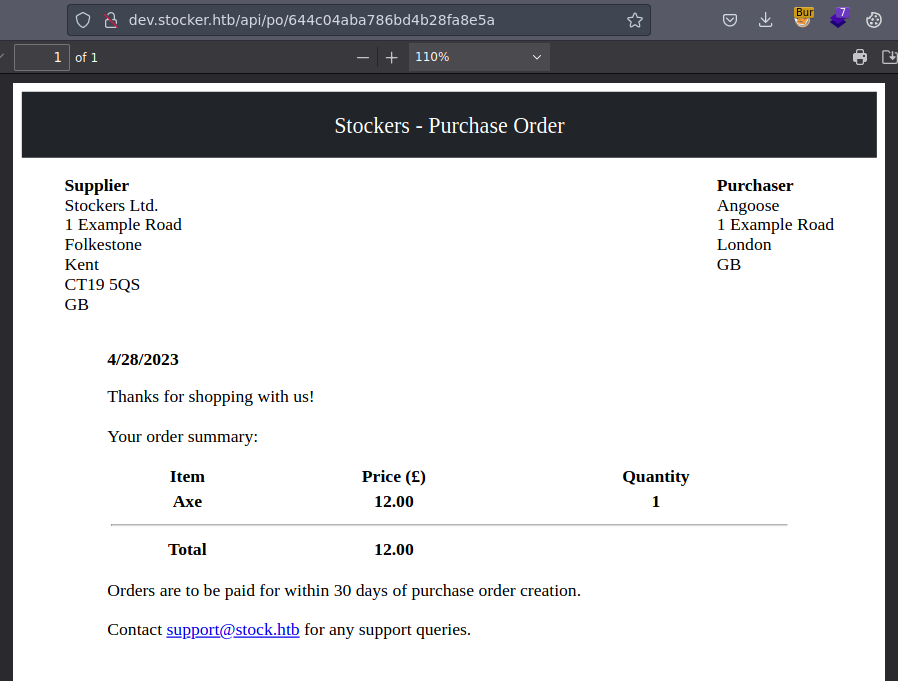 dev.stocker.htb/api/po/644c04aba786bd4b28fa8e5a
Bur
7
1 of 1
110%
Stockers - Purchase Order
Supplier
Stockers Ltd.
1 Example Road
Folkestone
Kent
CT19 5QS
GB
Purchaser
Angoose
1 Example Road
London
GB
4/28/2023
Thanks for shopping with us!
Your order summary:
Item Price (£) Quantity
Axe 12.00 1
Total 12.00
Orders are to be paid for within 30 days of purchase order creation.
Contact support@stock.htb for any support queries.